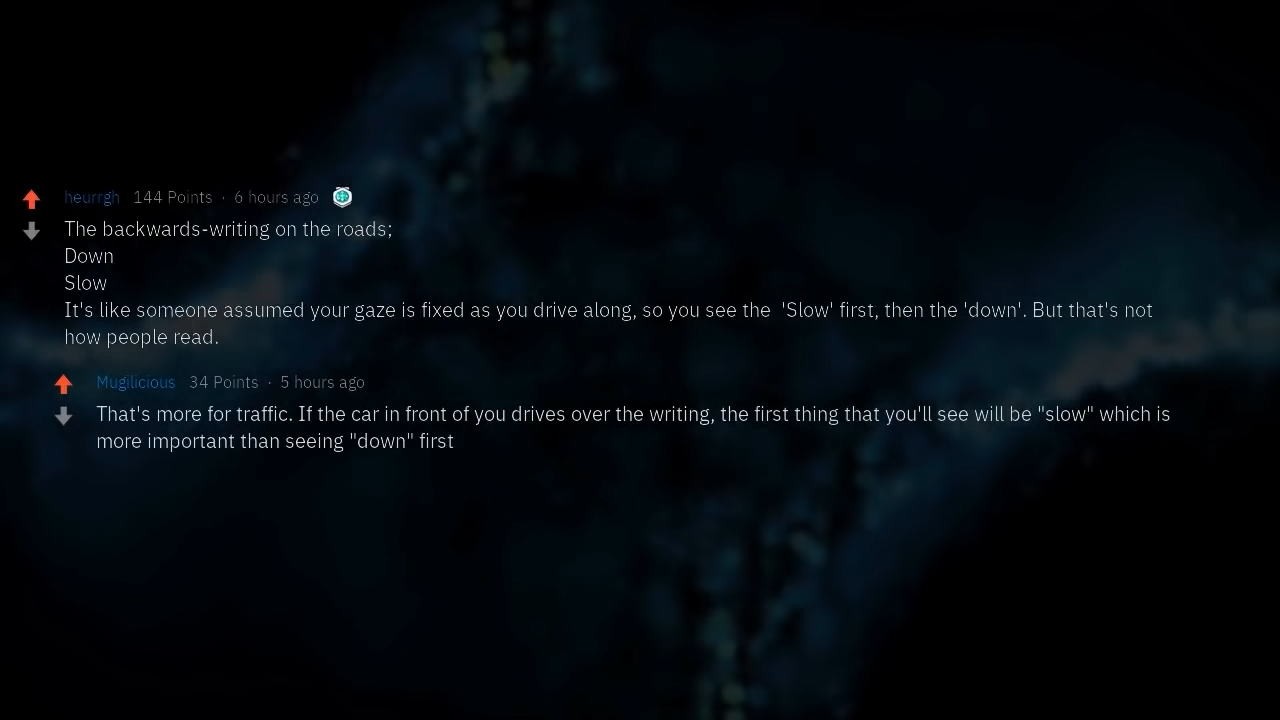 heurrgh 144 Points · 6 hours ago
The backwards-writing on the roads;
Down
Slow
It's like someone assumed your gaze is fixed as you drive along, so you see the 'Slow' first, then the 'down'. But that's not
how people read.
Mugilicious 34 Points · 5 hours ago
That's more for traffic. If the car in front of you drives over the writing, the first thing that you'll see will be "slow" which is
more important than seeing "down" first